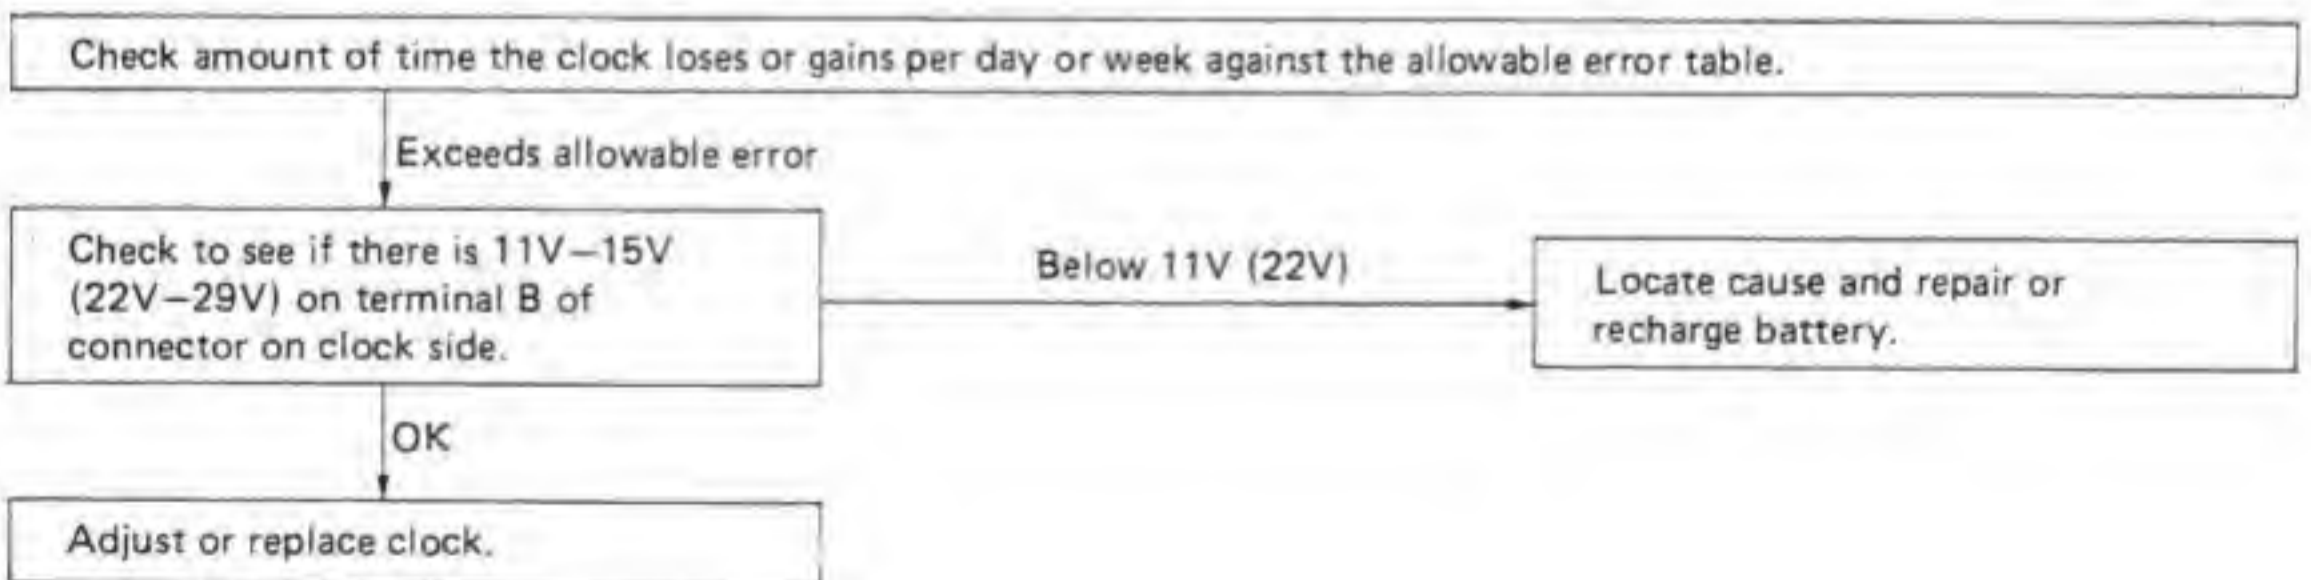 Check amount of time the clock loses or gains per day or week against the allowable error table.
Exceeds allowable error
Check to see if there is 11V–15V
(22V–29V) on terminal B of
connector on clock side.
Below 11V (22V)
Locate cause and repair or
recharge battery.
OK
Adjust or replace clock.